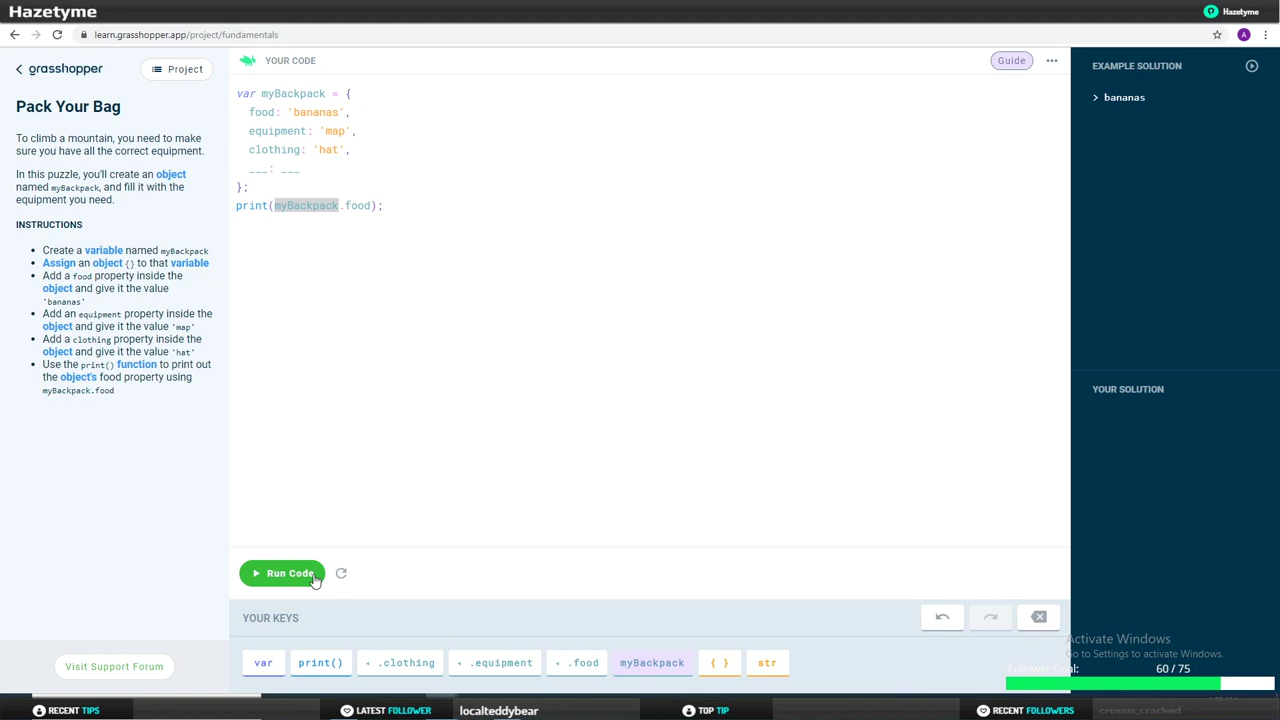 Hazetyme
Hazetyme
learn.grasshopper.app/project/fundamentals
A
grasshopper
Project
YOUR CODE
Guide
EXAMPLE SOLUTION
> bananas
Pack Your Bag
To climb a mountain, you need to make
sure you have all the correct equipment.
In this puzzle, you'll create an object
named myBackpack, and fill it with the
equipment you need.
INSTRUCTIONS
• Create a variable named myBackpack
• Assign an object {} to that variable
• Add a food property inside the
object and give it the value
'bananas'
• Add an equipment property inside the
object and give it the value 'map'
• Add a clothing property inside the
object and give it the value 'hat'
• Use the print() function to print out
the object's food property using
myBackpack.food
var myBackpack = {
food: 'bananas',
equipment: 'map',
clothing: 'hat',
___: ___
};
print(myBackpack.food);
YOUR SOLUTION
Run Code
YOUR KEYS
var
print()
.clothing
.equipment
.food
myBackpack
{ }
str
Visit Support Forum
Activate Windows
Go to Settings to activate Windows.
Follower Goal:
60 / 75
RECENT TIPS
LATEST FOLLOWER
localteddybear
TOP TIP
RECENT FOLLOWERS